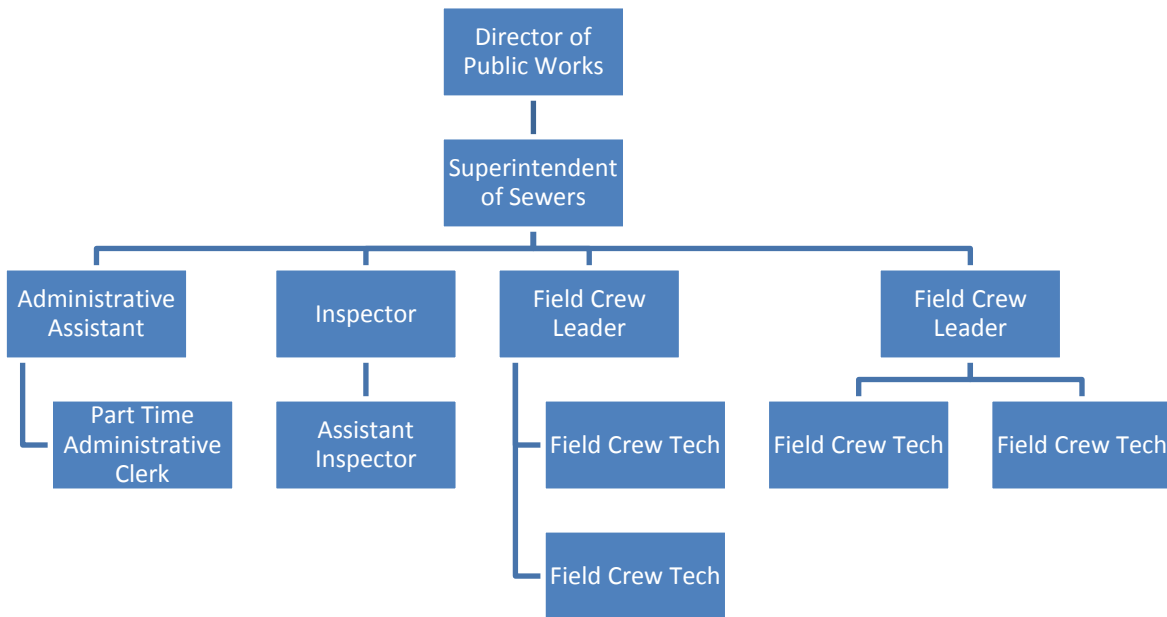 Director of
Public Works
Superintendent
of Sewers
Administrative
Assistant
Inspector
Field Crew
Leader
Field Crew
Leader
Part Time
Administrative
Clerk
Assistant
Inspector
Field Crew Tech
Field Crew Tech
Field Crew Tech
Field Crew Tech